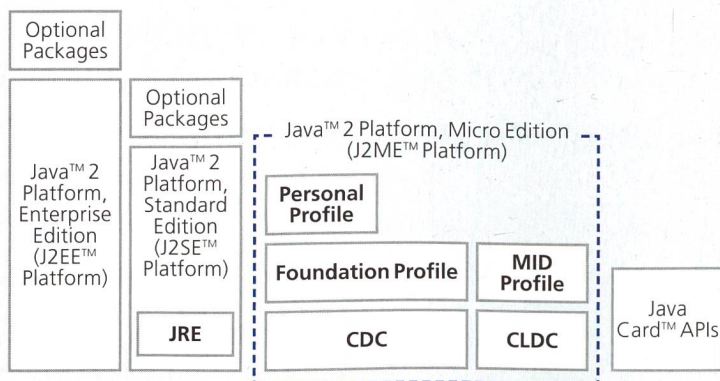 Optional
Packages
Java™ 2
Platform,
Enterprise
Edition
(J2EE™
Platform)
Optional
Packages
Java™ 2
Platform,
Standard
Edition
(J2SE™
Platform)
JRE
Java™ 2 Platform, Micro Edition
(J2ME™ Platform)
Personal
Profile
Foundation Profile
MID
Profile
CDC
CLDC
Java
Card™ APIs